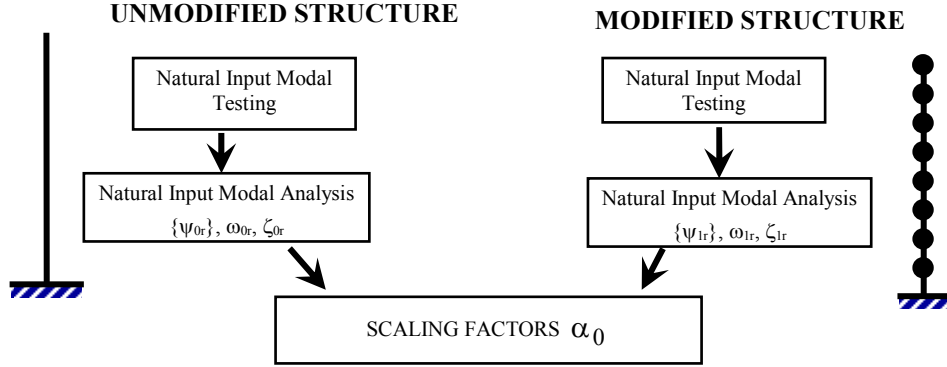 UNMODIFIED STRUCTURE
MODIFIED STRUCTURE
Natural Input Modal
Testing
Natural Input Modal
Testing
Natural Input Modal Analysis
{ψ0r}, ω0r, ζ0r
Natural Input Modal Analysis
{ψ1r}, ω1r, ζ1r
SCALING FACTORS α0